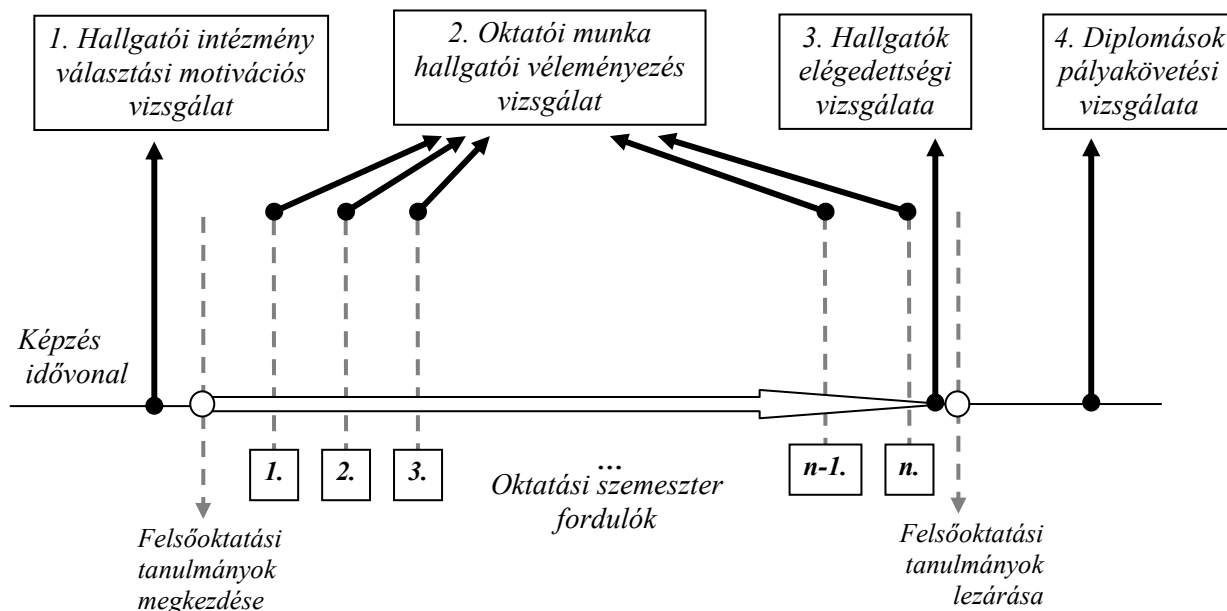 1. Hallgatói intézmény
választási motivációs
vizsgálat
2. Oktatói munka
hallgatói véleményezés
vizsgálat
3. Hallgatók
elégedettségi
vizsgálata
4. Diplomások
pályakövetési
vizsgálata
Képzés
idővonal
1.
2.
3.
...
n-1.
n.
Oktatási szemeszter
fordulók
Felsőoktatási
tanulmányok
megkezdése
Felsőoktatási
tanulmányok
lezárása